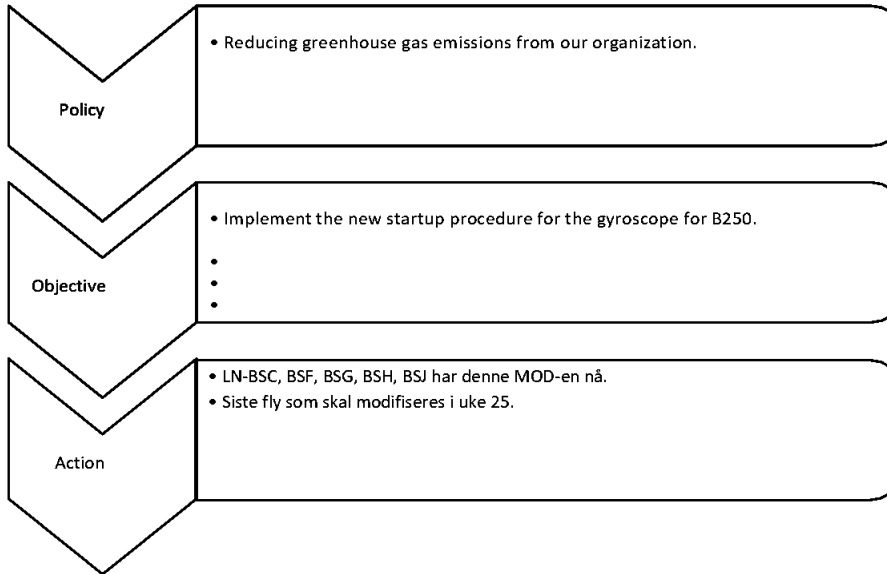 Policy
• Reducing greenhouse gas emissions from our organization.
Objective
• Implement the new startup procedure for the gyroscope for B250.
•
•
•
Action
• LN-BSC, BSF, BSG, BSH, BSJ har denne MOD-en nå.
• Siste fly som skal modifiseres i uke 25.